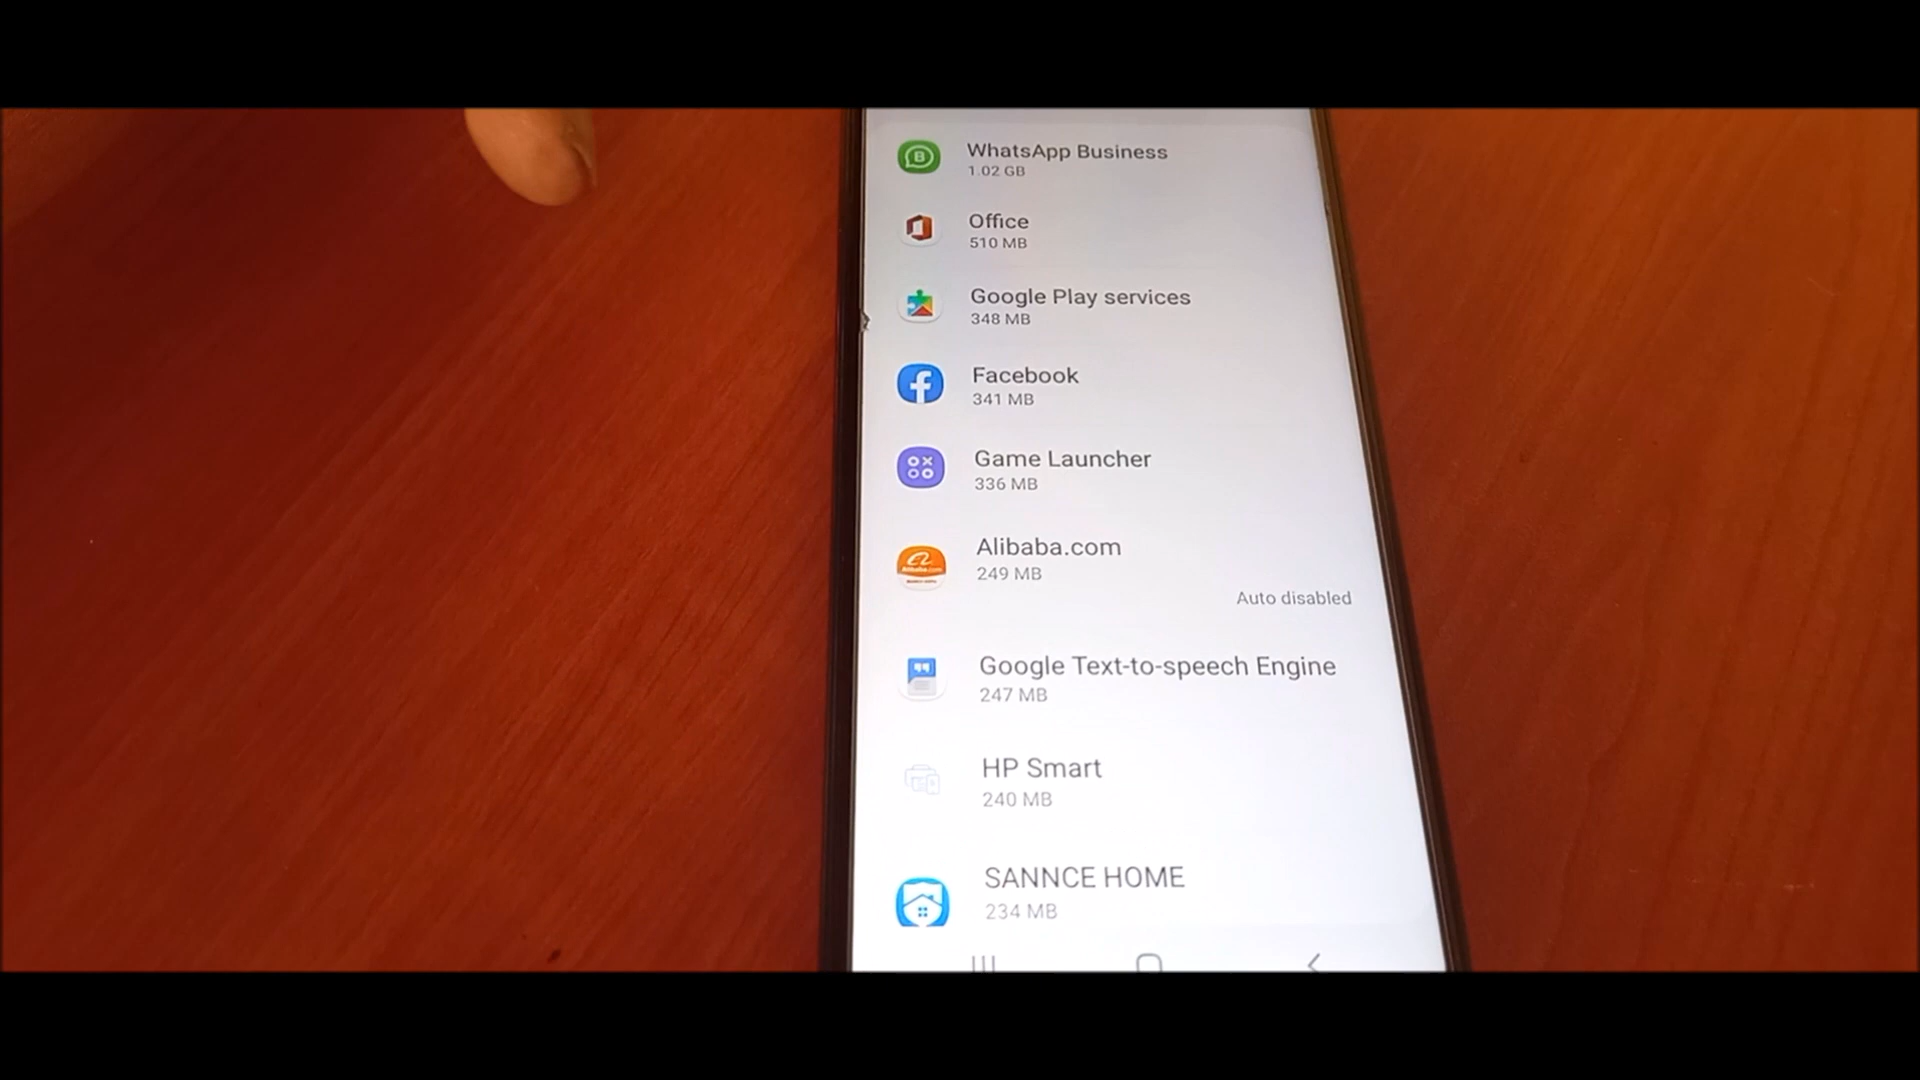 WhatsApp Business
1.02 GB
Office
510 MB
Google Play services
348 MB
Facebook
341 MB
Game Launcher
336 MB
Alibaba.com
249 MB
Auto disabled
Google Text-to-speech Engine
247 MB
HP Smart
240 MB
SANNCE HOME
234 MB